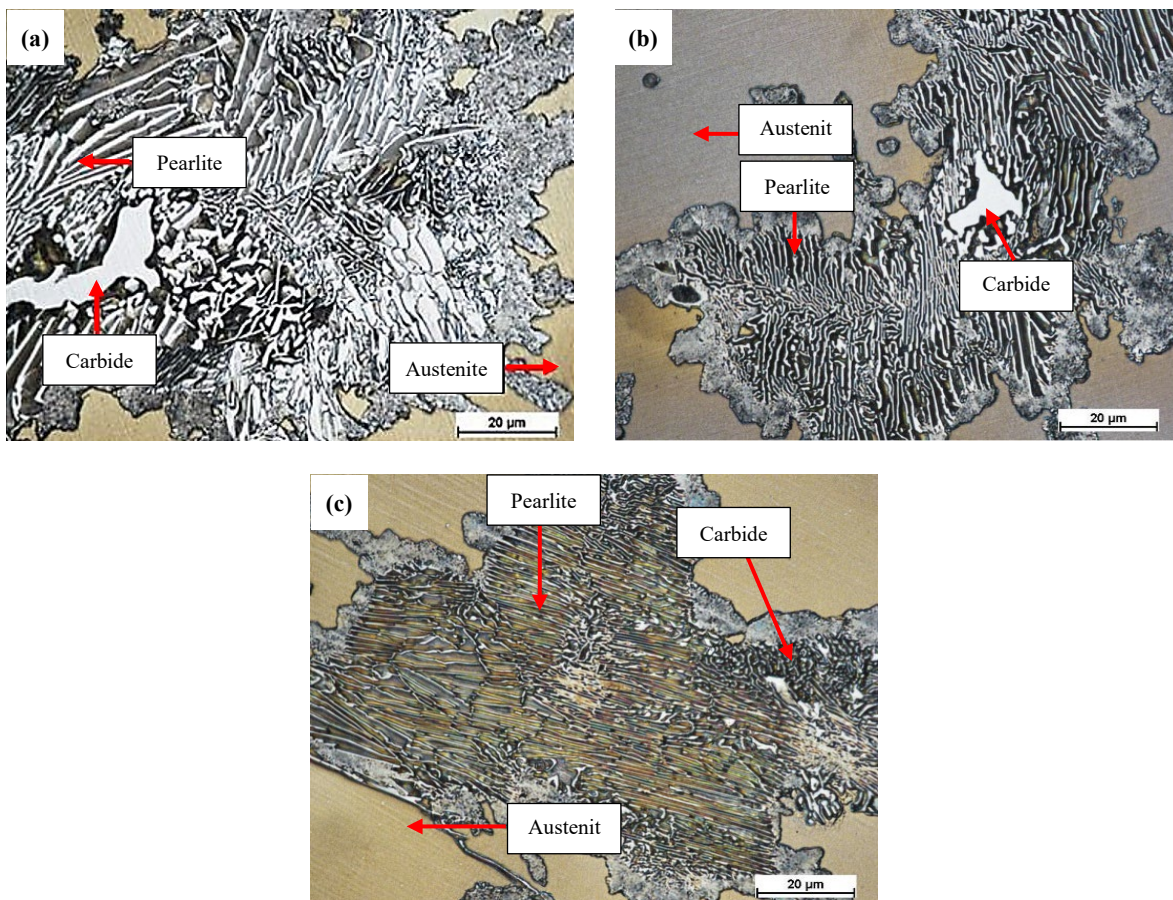 (a)
Pearlite
Carbide
Austenite
20 µm
(b)
Austenit
Pearlite
Carbide
20 µm
(c)
Pearlite
Carbide
Austenit
20 µm